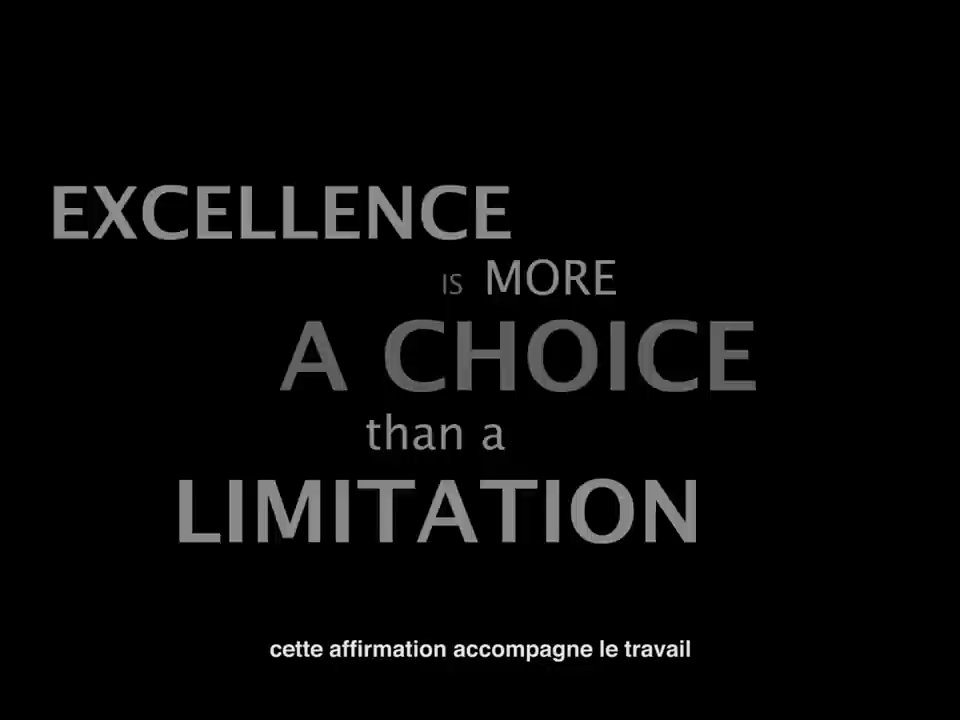 EXCELLENCE
IS MORE
A CHOICE
than a
LIMITATION
cette affirmation accompagne le travail